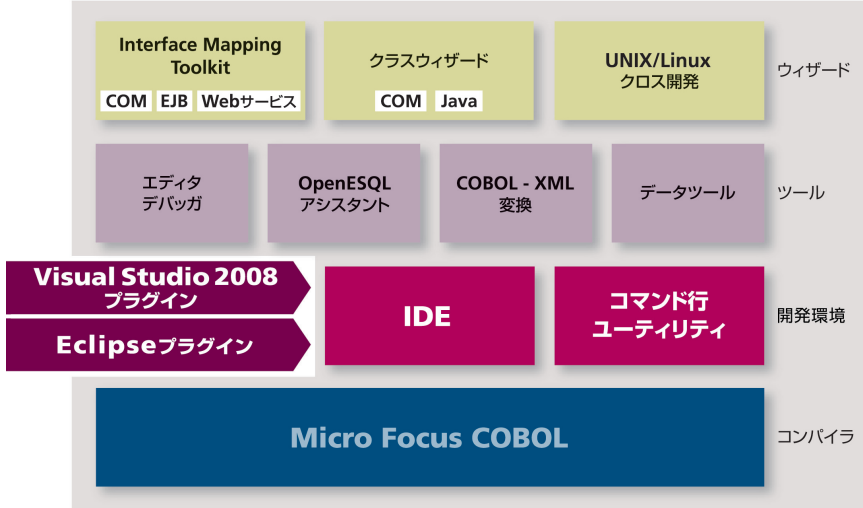 Interface Mapping
Toolkit
COM EJB Webサービス
クラスウィザード
COM Java
UNIX/Linux
クロス開発
ウィザード
エディタ
デバッガ
OpenESQL
アシスタント
COBOL - XML
変換
データツール
ツール
Visual Studio 2008
プラグイン
Eclipseプラグイン
IDE
コマンド行
ユーティリティ
開発環境
Micro Focus COBOL
コンパイラ